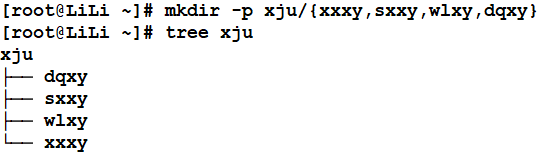 [root@LiLi ~]# mkdir -p xju/{xxxy,sxxy,wlxy,dqxy}
[root@LiLi ~]# tree xju
xju
├── dqxy
├── sxxy
├── wlxy
└── xxxy